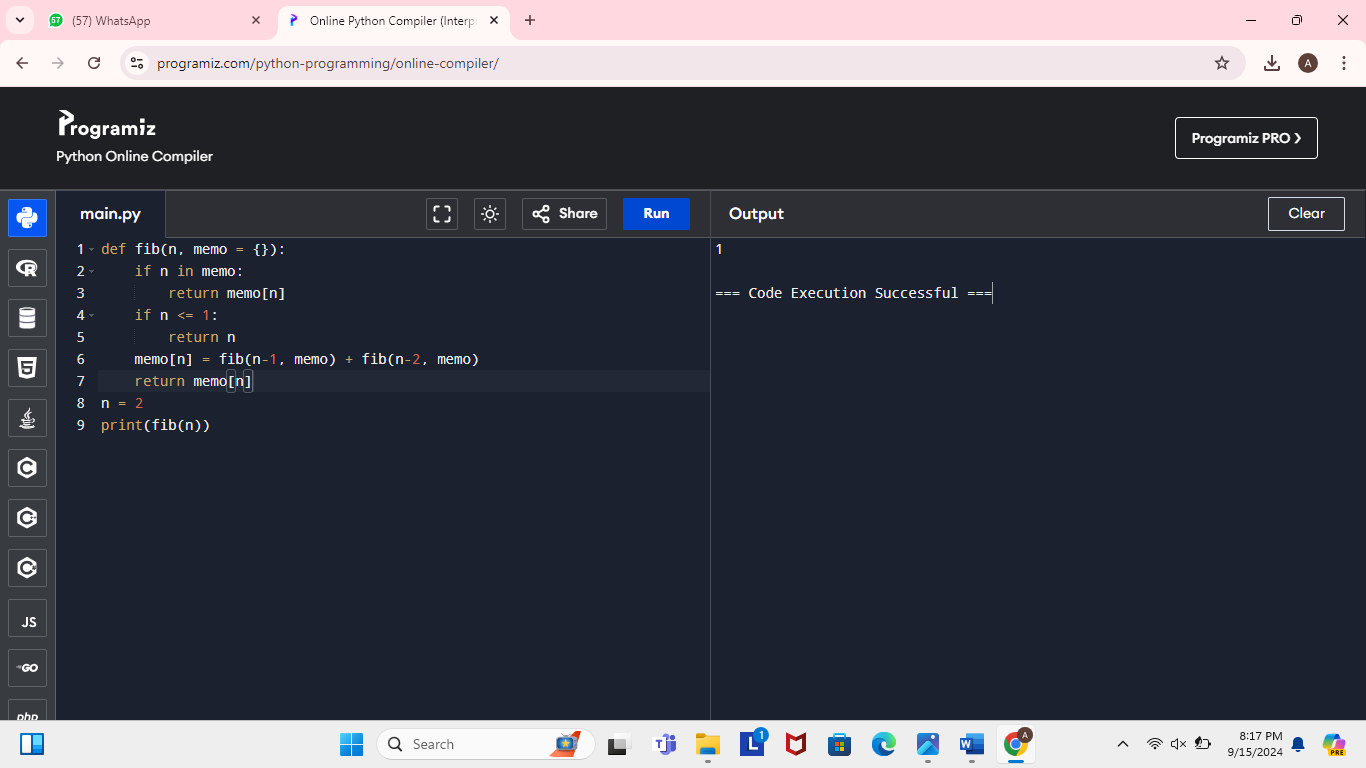 57
(57) WhatsApp
Online Python Compiler (Interp
programiz.com/python-programming/online-compiler/
A
Programiz
Python Online Compiler
Programiz PRO ❯
main.py
Share
Run
Output
Clear
1 def fib(n, memo = {}):
2     if n in memo:
3         return memo[n]
4     if n <= 1:
5         return n
6     memo[n] = fib(n-1, memo) + fib(n-2, memo)
7     return memo[n]
8 n = 2
9 print(fib(n))
1
=== Code Execution Successful ===
JS
GO
php
Search
T
L
1
W
A
8:17 PM
9/15/2024
PRE